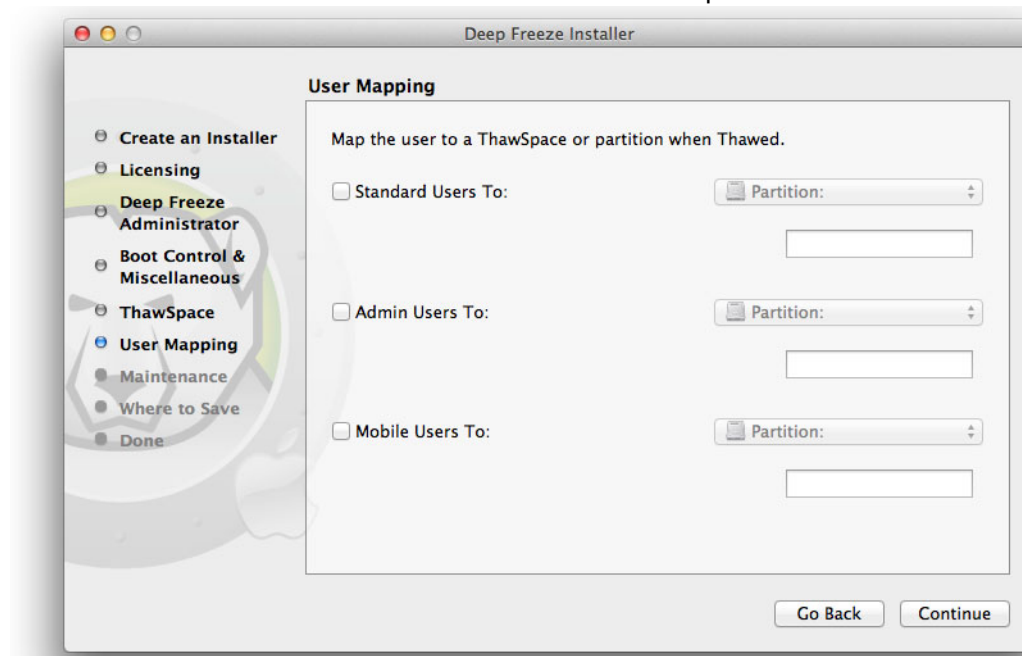 Deep Freeze Installer
User Mapping
Create an Installer
Licensing
Deep Freeze
Administrator
Boot Control &
Miscellaneous
ThawSpace
User Mapping
Maintenance
Where to Save
Done
Map the user to a ThawSpace or partition when Thawed.
Standard Users To: Partition:
Admin Users To: Partition:
Mobile Users To: Partition:
Go Back Continue